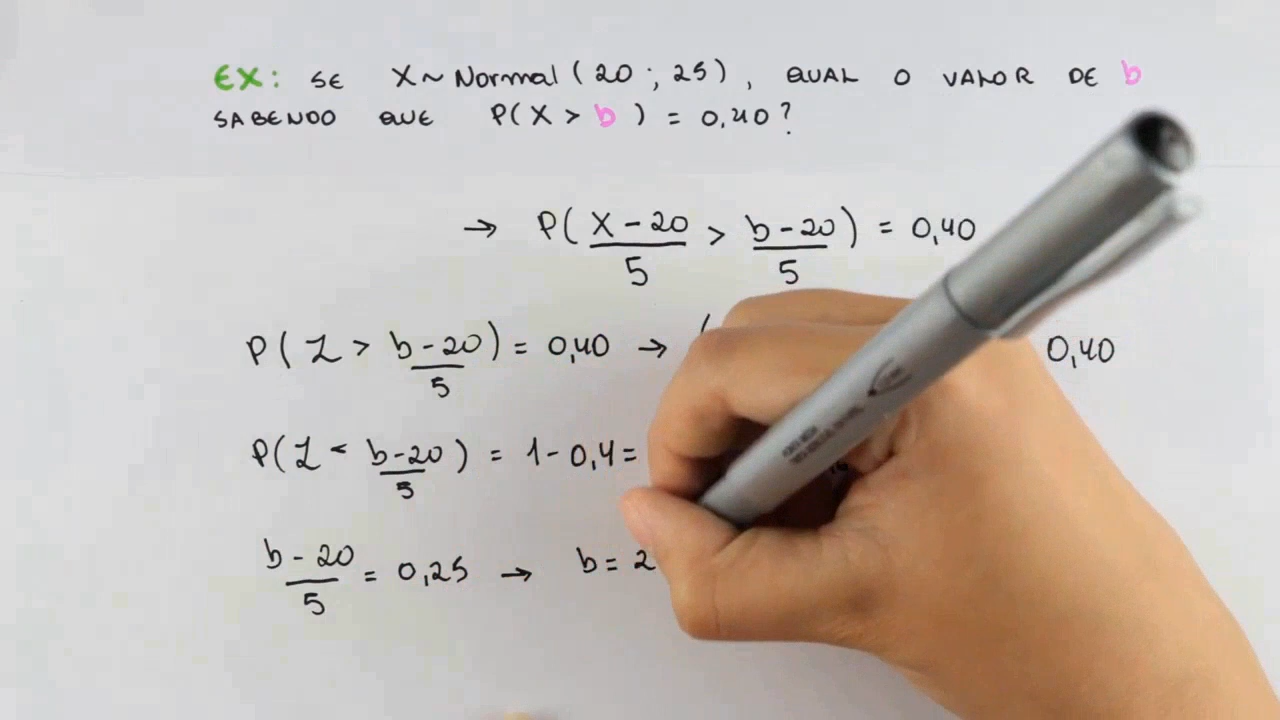 EX: SE X ~ Normal (20 ; 25) , QUAL O VALOR DE b
SABENDO QUE P(X > b) = 0,40?
→ P(X - 20/5 > b - 20/5) = 0,40
P(Z > b - 20/5) = 0,40 → ( 0,40
P(Z < b - 20/5) = 1 - 0,4 =
b - 20/5 = 0,25 → b = 2